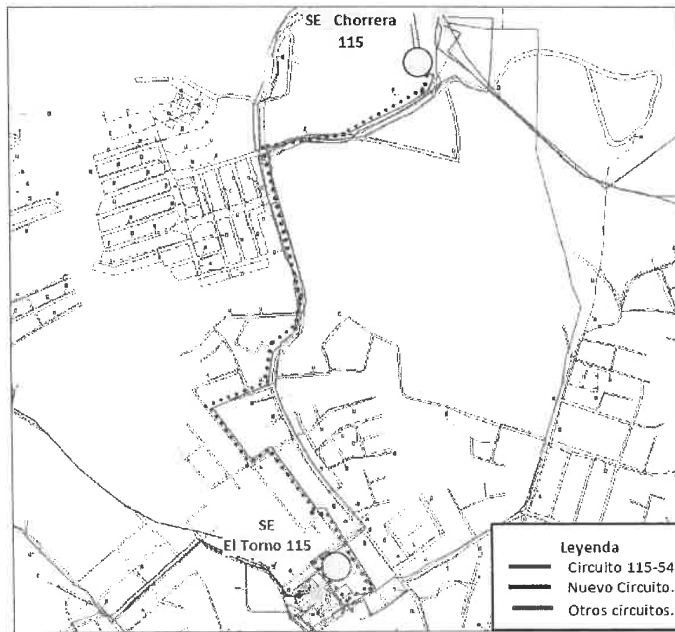 SE Chorrera
115
SE
El Torno 115
Leyenda
Circuito 115-54
Nuevo Circuito.
Otros circuitos.